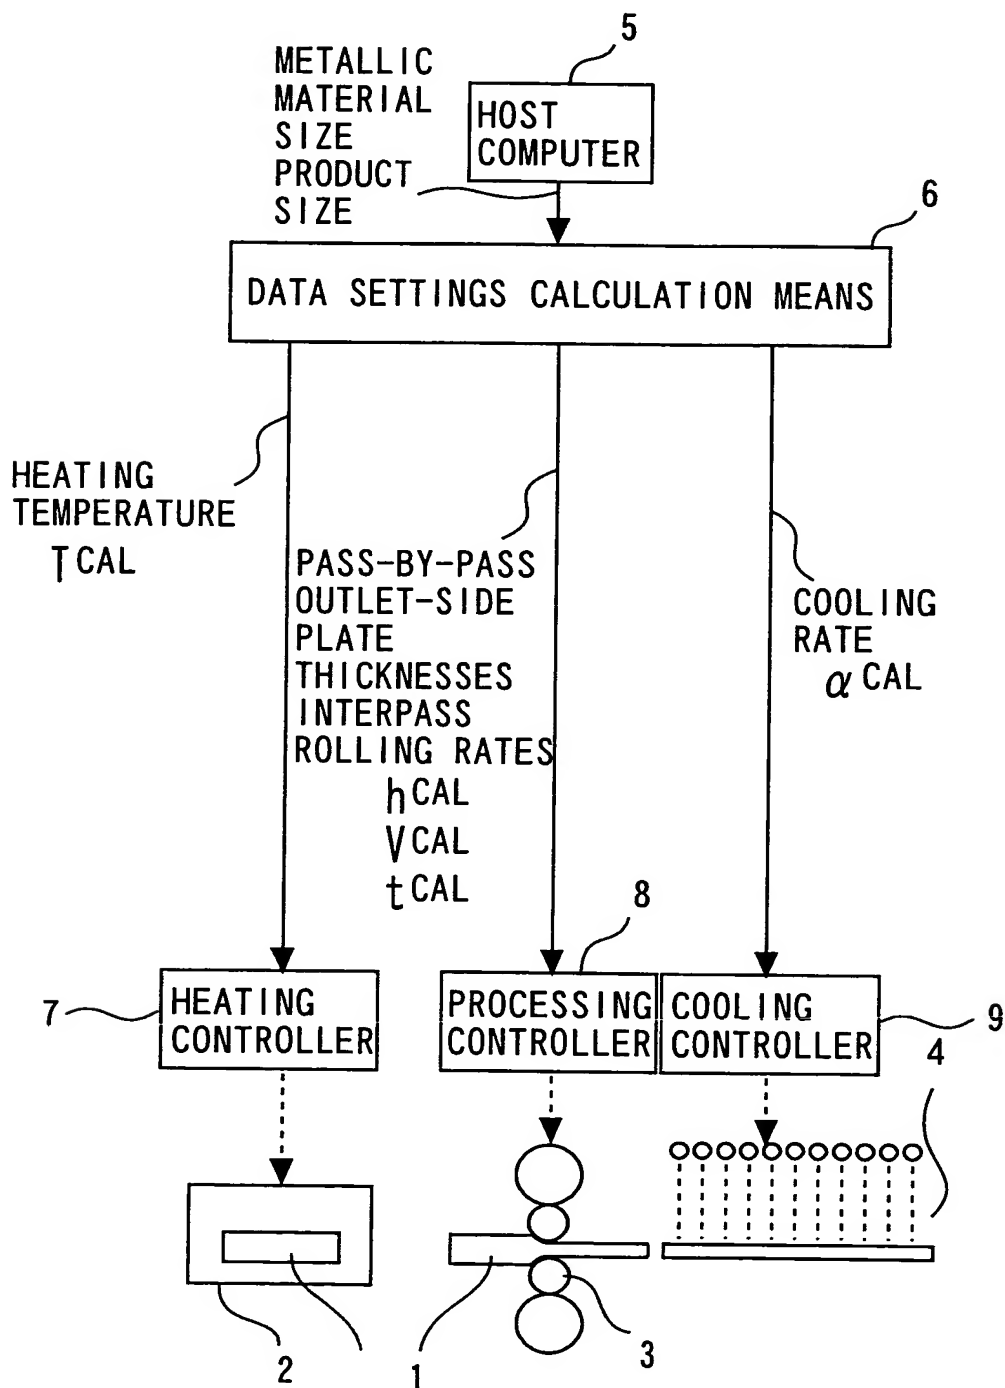 5
METALLIC
MATERIAL
SIZE
PRODUCT
SIZE
HOST
COMPUTER
6
DATA SETTINGS CALCULATION MEANS
HEATING
TEMPERATURE
TCAL
PASS-BY-PASS
OUTLET-SIDE
PLATE
THICKNESSES
INTERPASS
ROLLING RATES
hCAL
VCAL
tCAL
COOLING
RATE
αCAL
7
HEATING
CONTROLLER
8
PROCESSING
CONTROLLER
COOLING
CONTROLLER
9
4
2
1
3